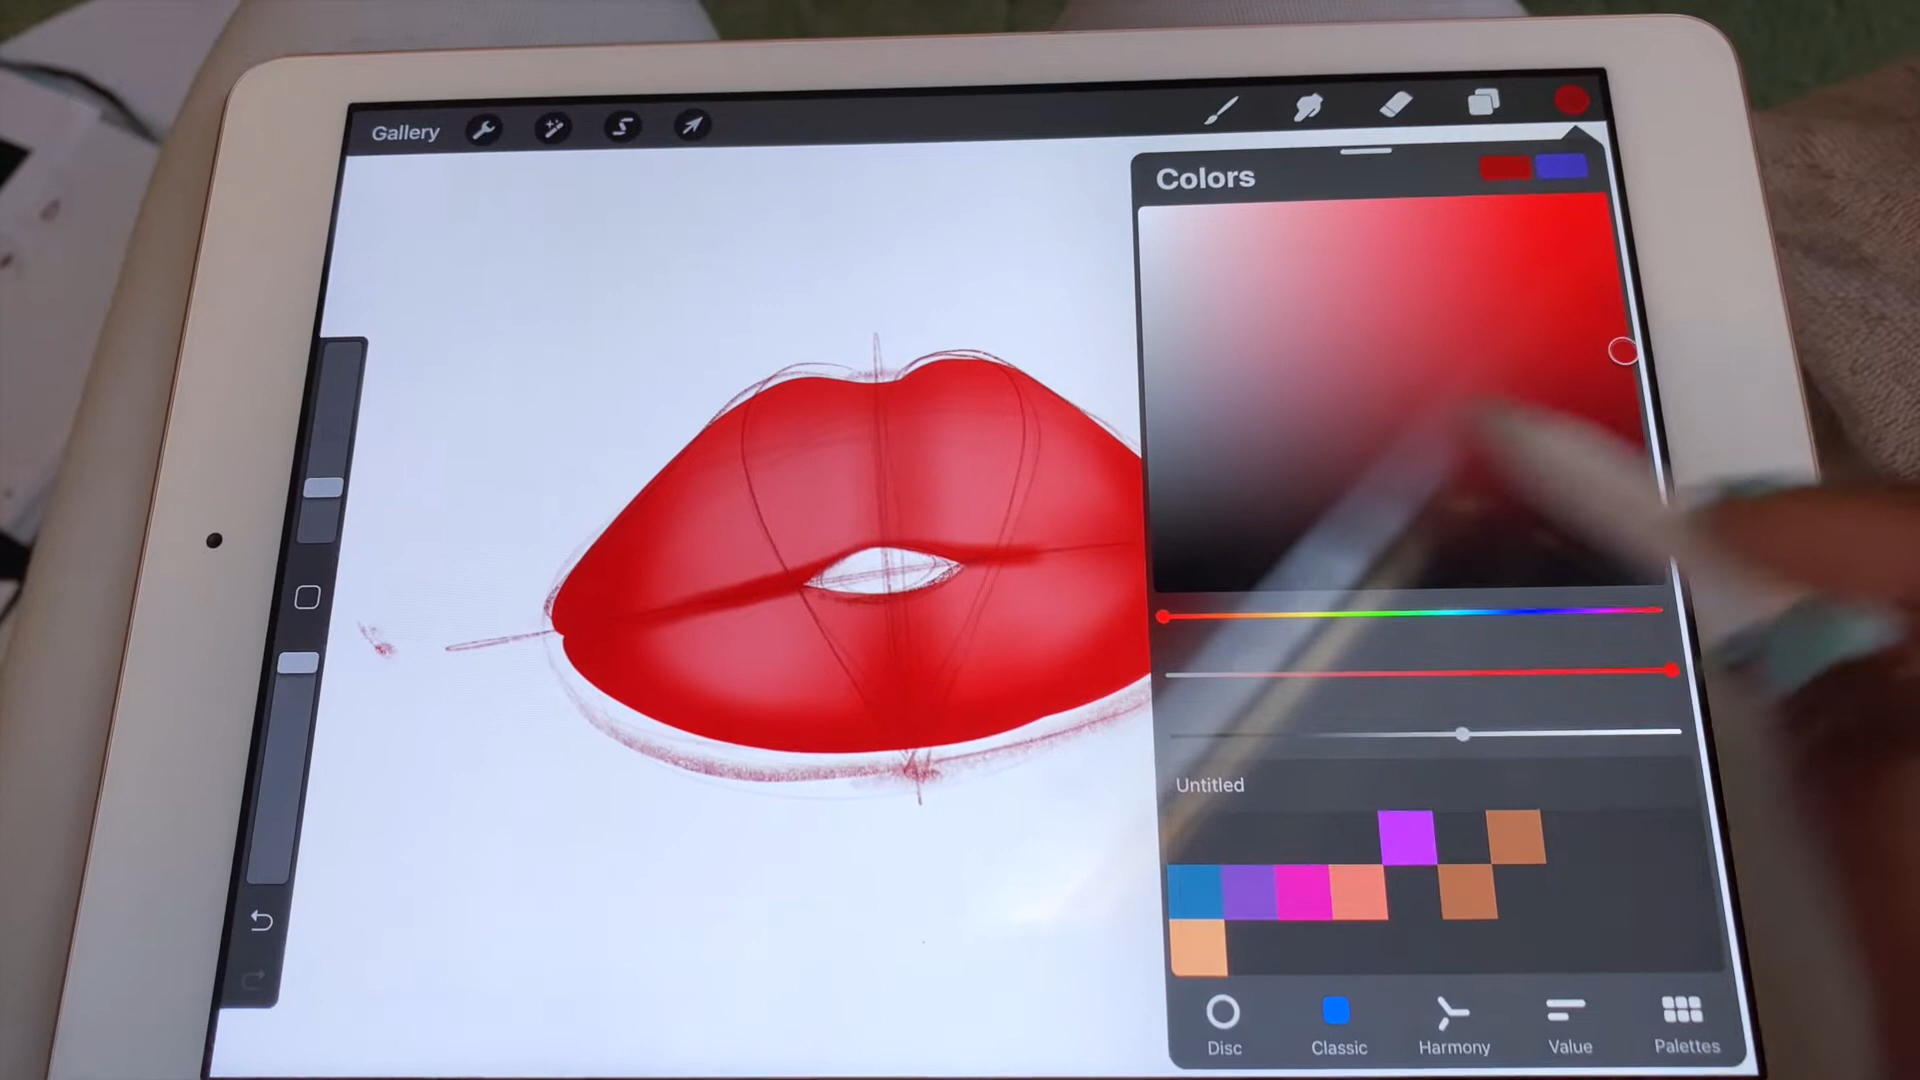 Gallery
Colors
Untitled
Disc
Classic
Harmony
Value
Palettes